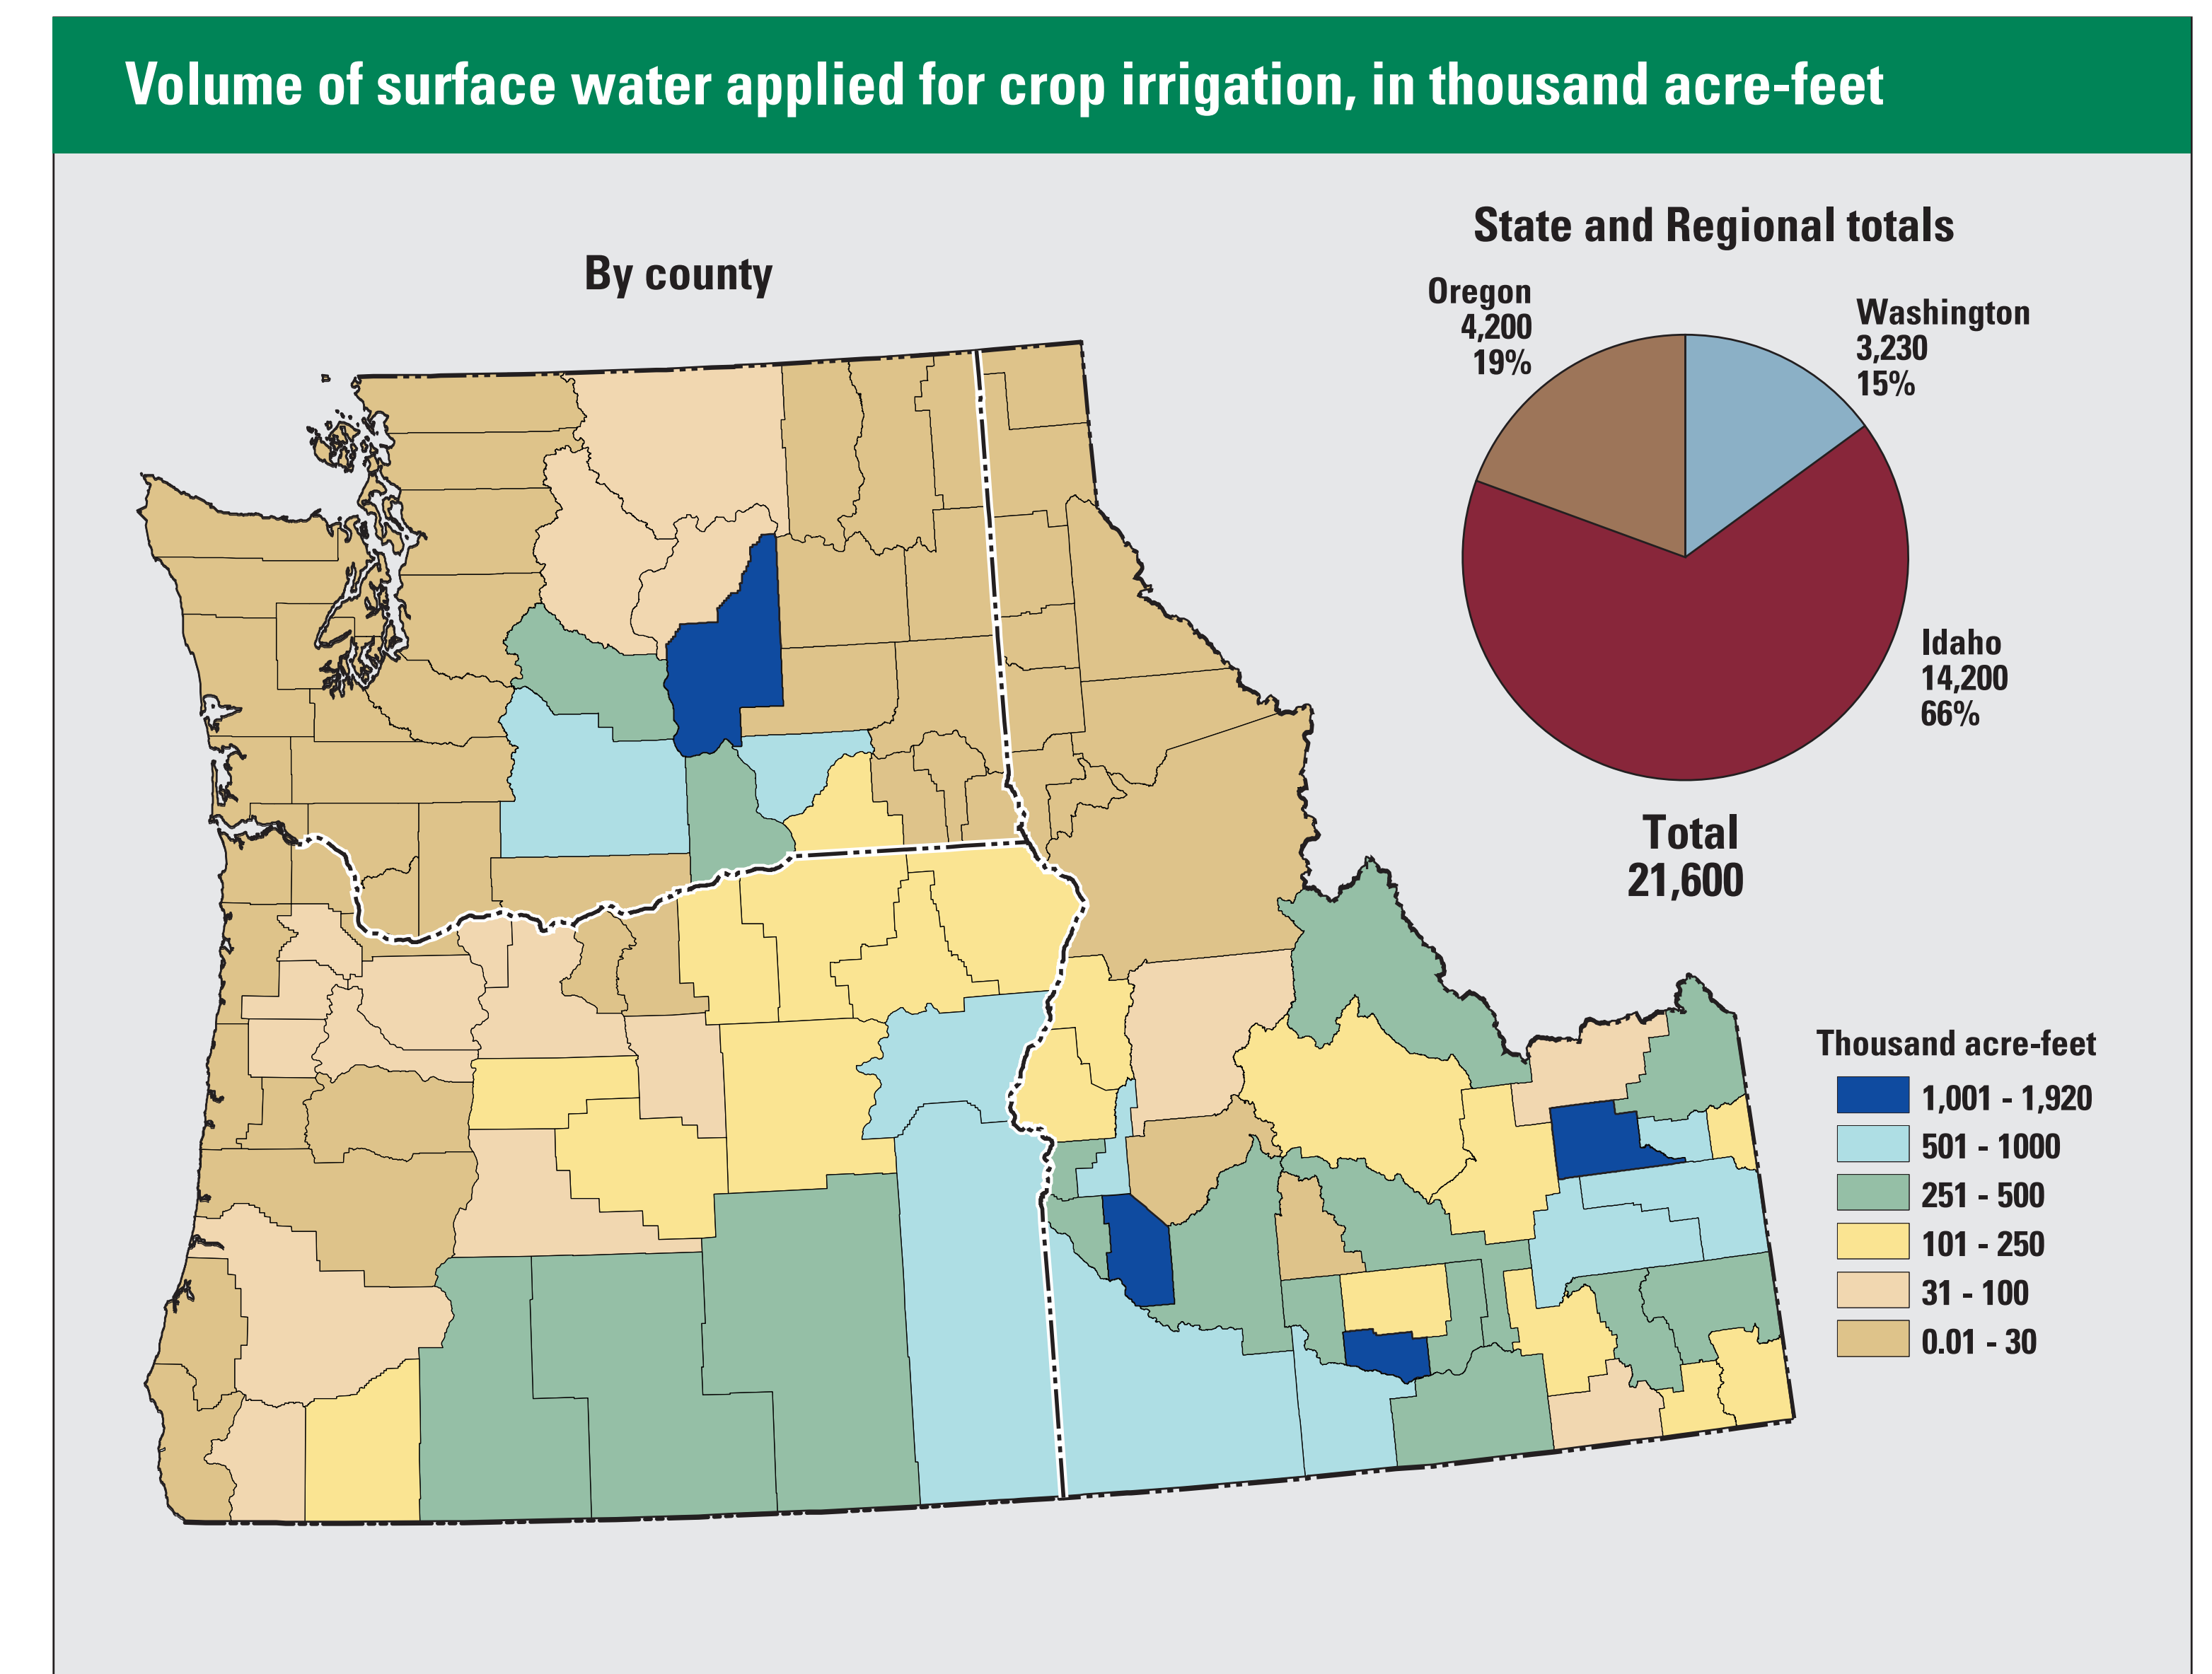 Volume of surface water applied for crop irrigation, in thousand acre-feet
State and Regional totals
By county
Oregon
4,200
19%
Washington
3,230
15%
Idaho
14,200
66%
Total
21,600
Thousand acre-feet
1,001 - 1,920
501 - 1000
251 - 500
101 - 250
31 - 100
0.01 - 30